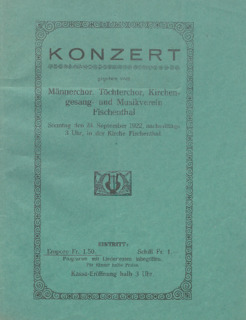 KONZERT
gegeben vom
Männerchor, Töchterchor, Kirchen-
gesang- und Musikverein
Fischenthal
Sonntag den September 1922, nachmittags
3 Uhr, in der Kirche Fischenthal
EINTRITT:
Erwachs. Fr. 1.50. Fr. 1.—
Programm mit Liedertexten inbegriffen.
Kassa-Eröffnung halb 3 Uhr.